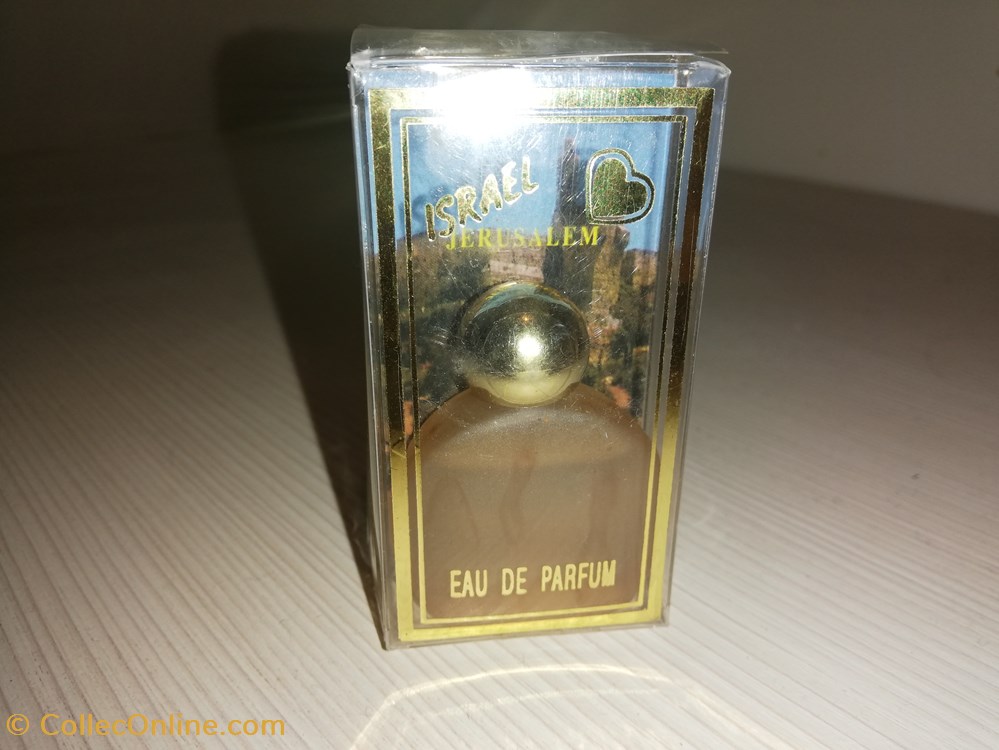 ISRAEL
JERUSALEM
EAU DE PARFUM
© CollecOnline.com